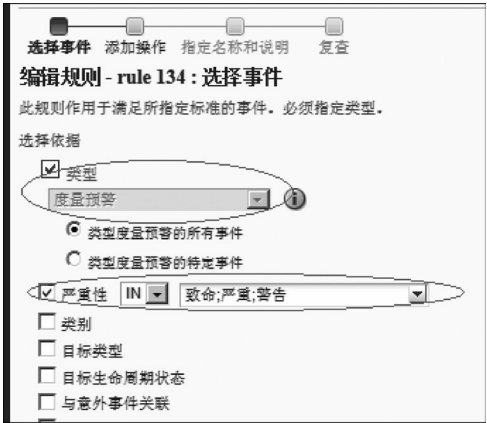 选择事件 添加操作 指定名称和说明 复查
编辑规则 - rule 134 : 选择事件
此规则作用于满足所指定标准的事件。必须指定类型。
选择依据
类型
度量预警
类型度量预警的所有事件
类型度量预警的特定事件
严重性 IN 致命;严重;警告
类别
目标类型
目标生命周期状态
与意外事件关联